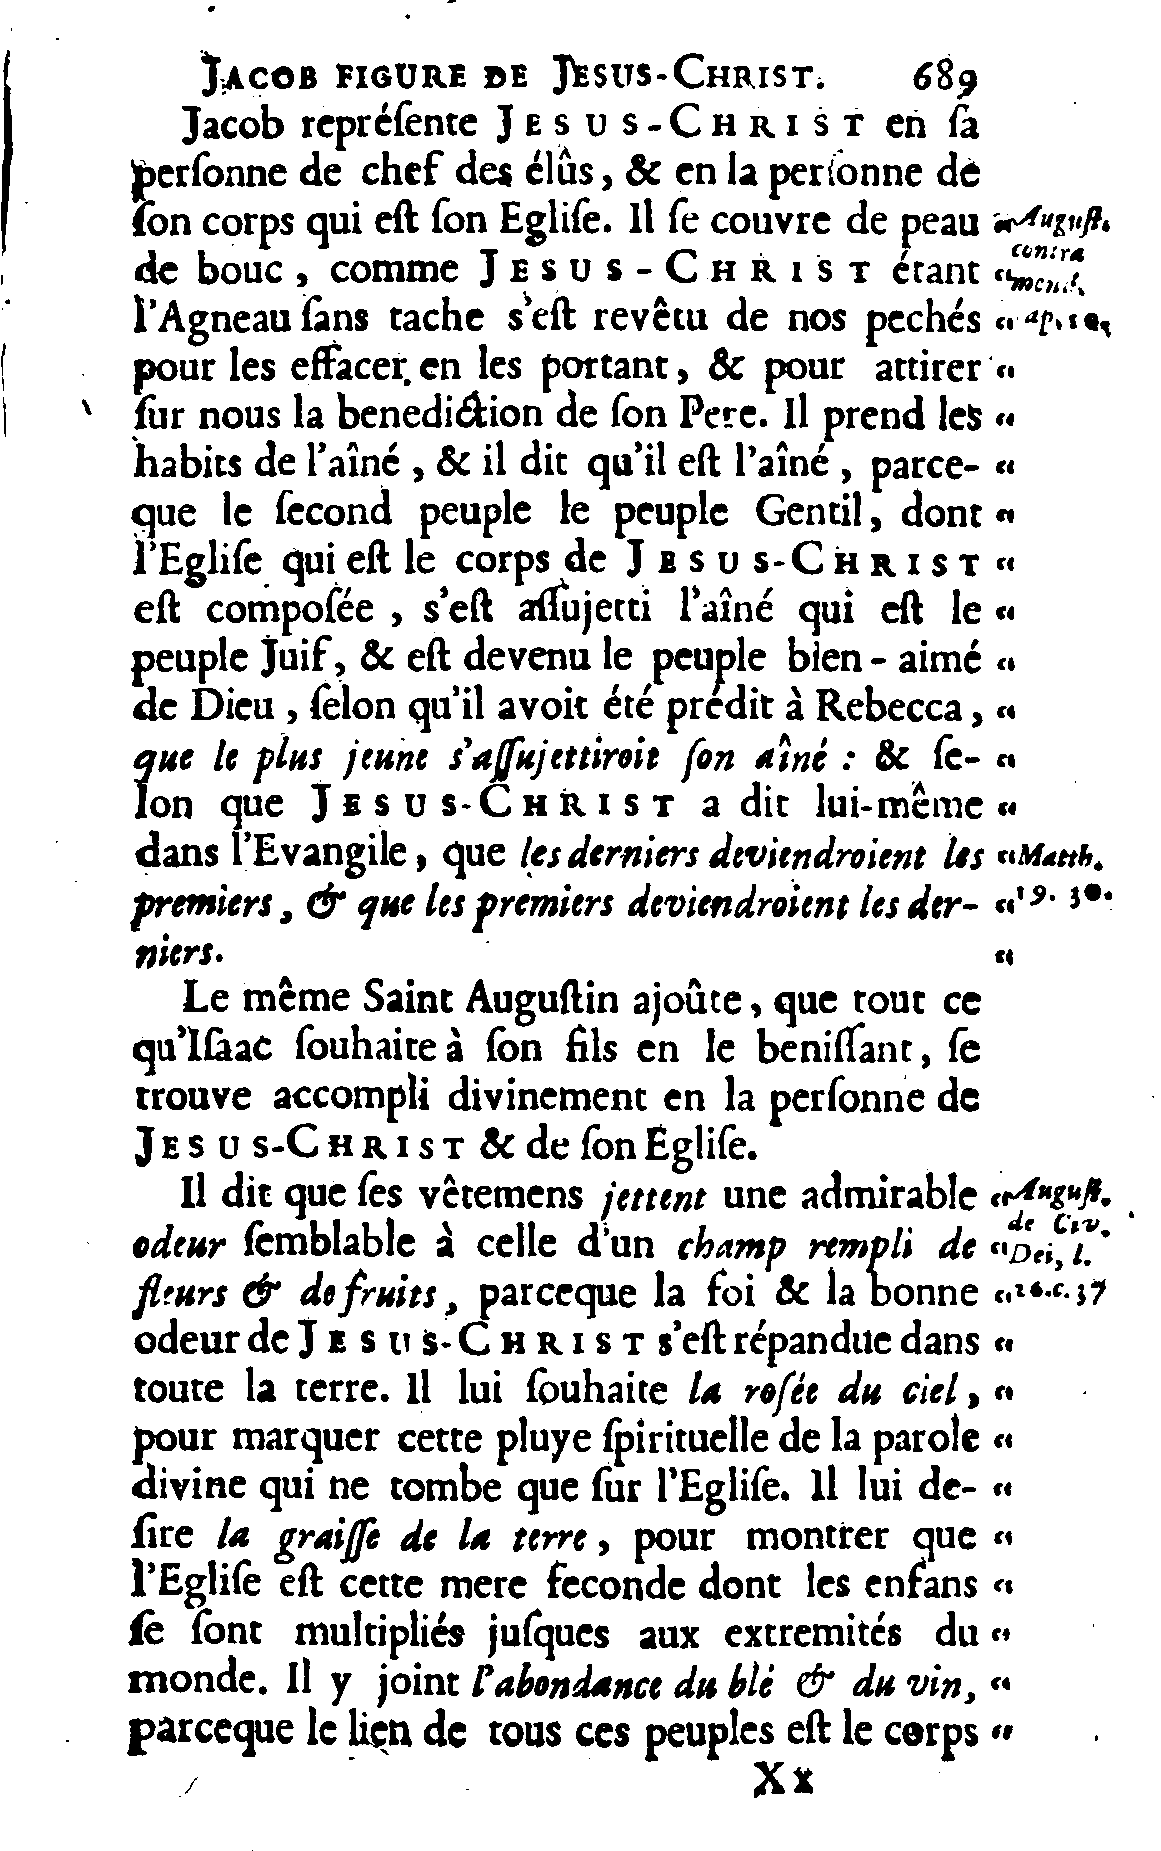 JACOB FIGURE DE JESUS-CHRIST. 689
Jacob repréſente JESUS-CHRIST en ſa
perſonne de chef des élûs, & en la perſonne de
ſon corps qui eſt ſon Egliſe. Il ſe couvre de peau “ Auguſt.
de bouc, comme JESUS-CHRIST étant “ contra
l'Agneau ſans tache s'eſt revêtu de nos pechés “ mend.
pour les effacer en les portant, & pour attirer “
ſur nous la benediction de ſon Pere. Il prend les “
habits de l'aîné, & il dit qu'il eſt l'aîné, parce- “
que le ſecond peuple le peuple Gentil, dont “
l'Egliſe qui eſt le corps de JESUS-CHRIST “
eſt compoſée, s'eſt aſſujetti l'aîné qui eſt le “
peuple Juif, & eſt devenu le peuple bien-aimé “
de Dieu, ſelon qu'il avoit été prédit à Rebecca, “
que le plus jeune s'aſſujettiroit ſon aîné : & ſe- “
lon que JESUS-CHRIST a dit lui-même “
dans l'Evangile, que les derniers deviendroient les “ Matth.
premiers, & que les premiers deviendroient les der- “ 19. 30.
niers. “
Le même Saint Auguſtin ajoûte, que tout ce
qu'Iſaac ſouhaite à ſon fils en le beniſſant, ſe
trouve accompli divinement en la perſonne de
JESUS-CHRIST & de ſon Egliſe.
Il dit que ſes vêtemens jettent une admirable “ Auguſt.
odeur ſemblable à celle d'un champ rempli de “ de Civ. Dei, l.
fleurs & de fruits, parceque la foi & la bonne “ 16. c. 37
odeur de JESUS-CHRIST s'eſt répandue dans “
toute la terre. Il lui ſouhaite la roſée du ciel, “
pour marquer cette pluye ſpirituelle de la parole “
divine qui ne tombe que ſur l'Egliſe. Il lui de- “
ſire la graiſſe de la terre, pour montrer que “
l'Egliſe eſt cette mere feconde dont les enfans “
ſe ſont multipliés juſques aux extremités du “
monde. Il y joint l'abondance du blé & du vin, “
parceque le lien de tous ces peuples eſt le corps “
Xx